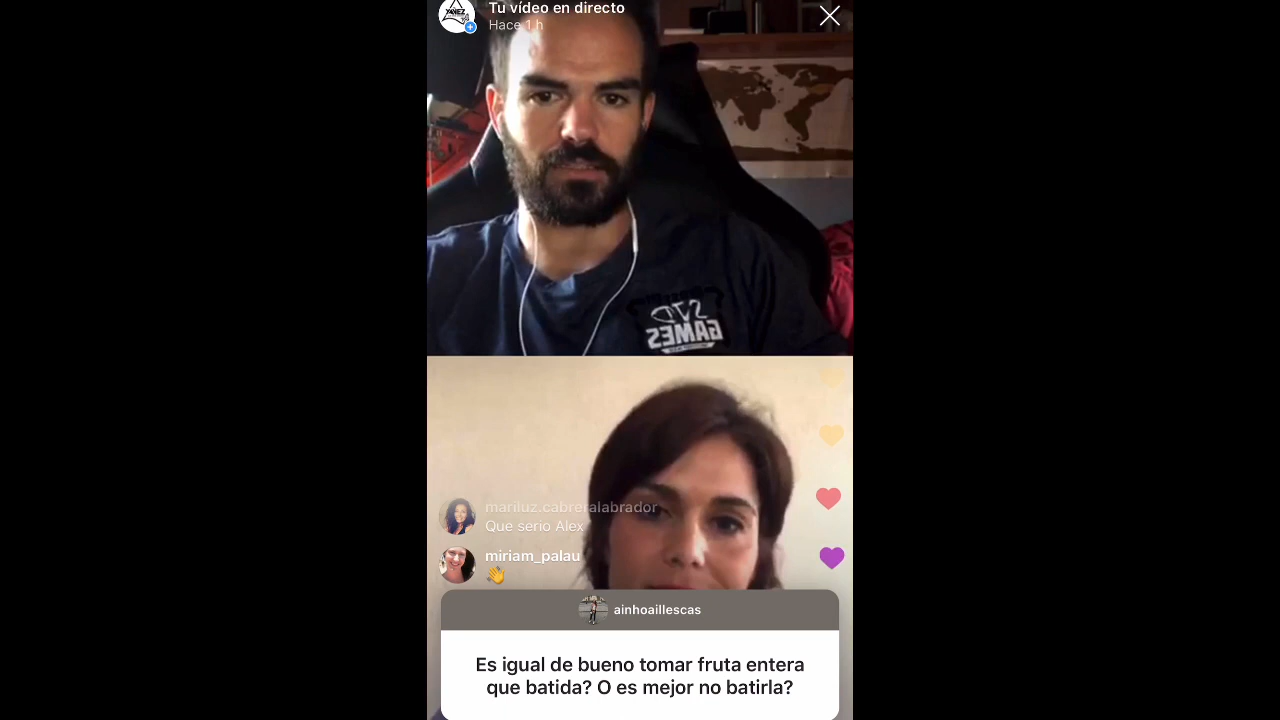 YAÑEZ
Tu vídeo en directo
Hace 1 h
GAMES
mariluz.cabreralabrador
Que serio Alex
miriam_palau
👋
ainhoaillescas
Es igual de bueno tomar fruta entera
que batida? O es mejor no batirla?